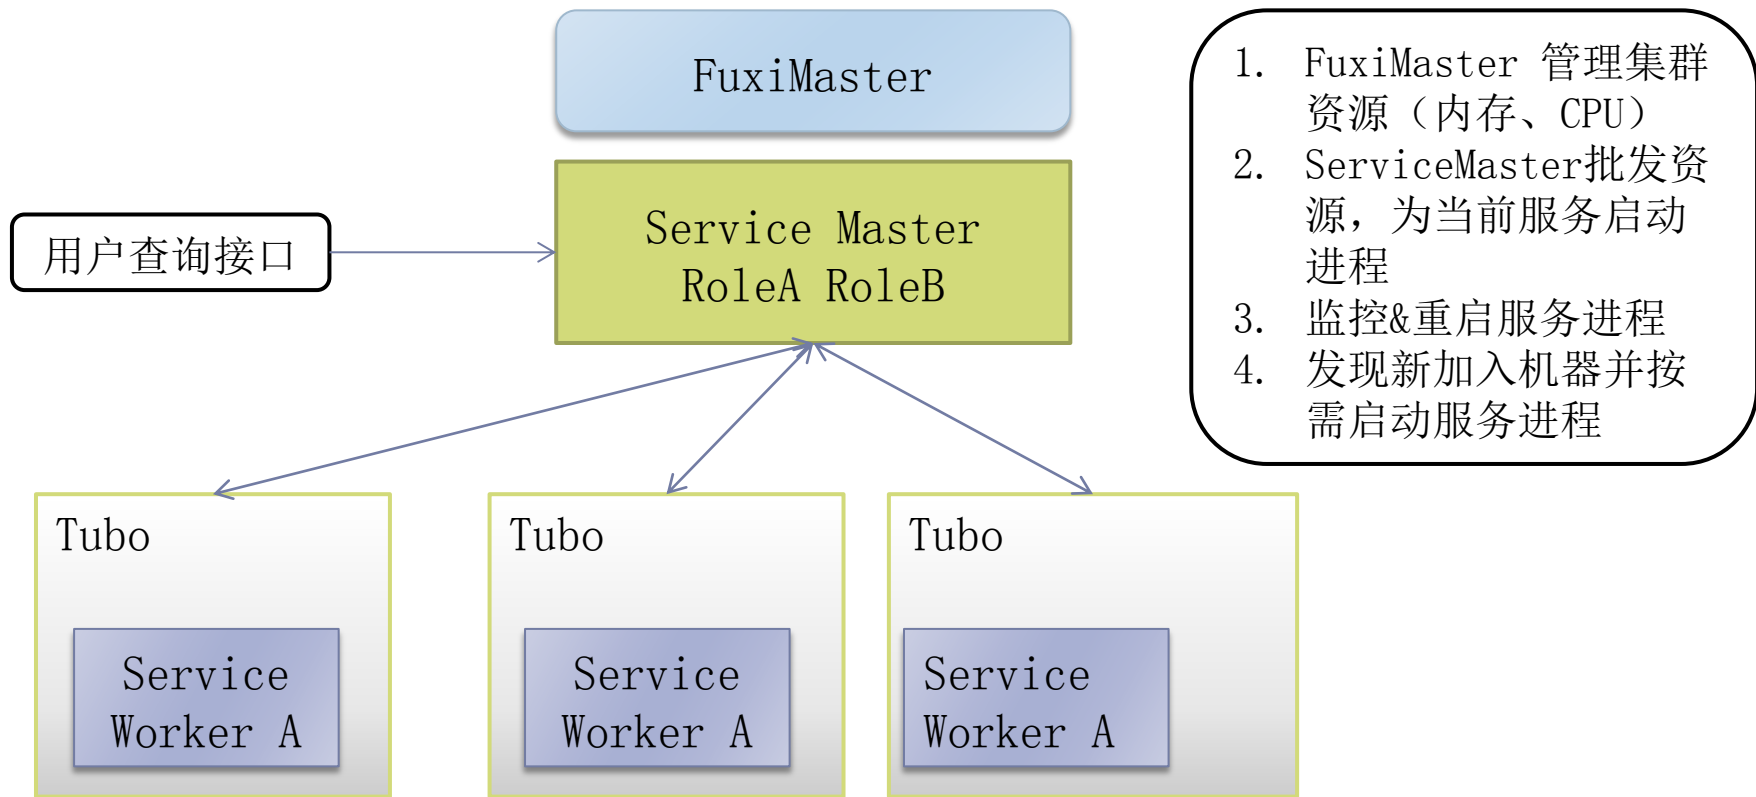 FuxiMaster
Service Master
RoleA RoleB
用户查询接口
1. FuxiMaster 管理集群
资源（内存、CPU）
2. ServiceMaster批发资
源，为当前服务启动
进程
3. 监控&重启服务进程
4. 发现新加入机器并按
需启动服务进程
Tubo
Service
Worker A
Tubo
Service
Worker A
Tubo
Service
Worker A